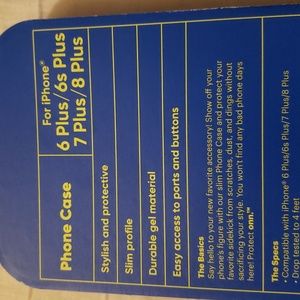 Phone Case
For iPhone®
6 Plus/6s Plus
7 Plus/8 Plus
Stylish and protective
Slim profile
Durable gel material
Easy access to ports and buttons
The Basics
Say hello to your new favorite accessory! Show off your
phone's figure with our slim Phone Case and protect your
favorite sidekick from scratches, dust, and dings without
sacrificing your style. You won't find any bad phone days
here! Protect onn.™
The Specs
• Compatible with iPhone® 6 Plus/6s Plus/7 Plus/8 Plus
• Drop tested to 4 feet